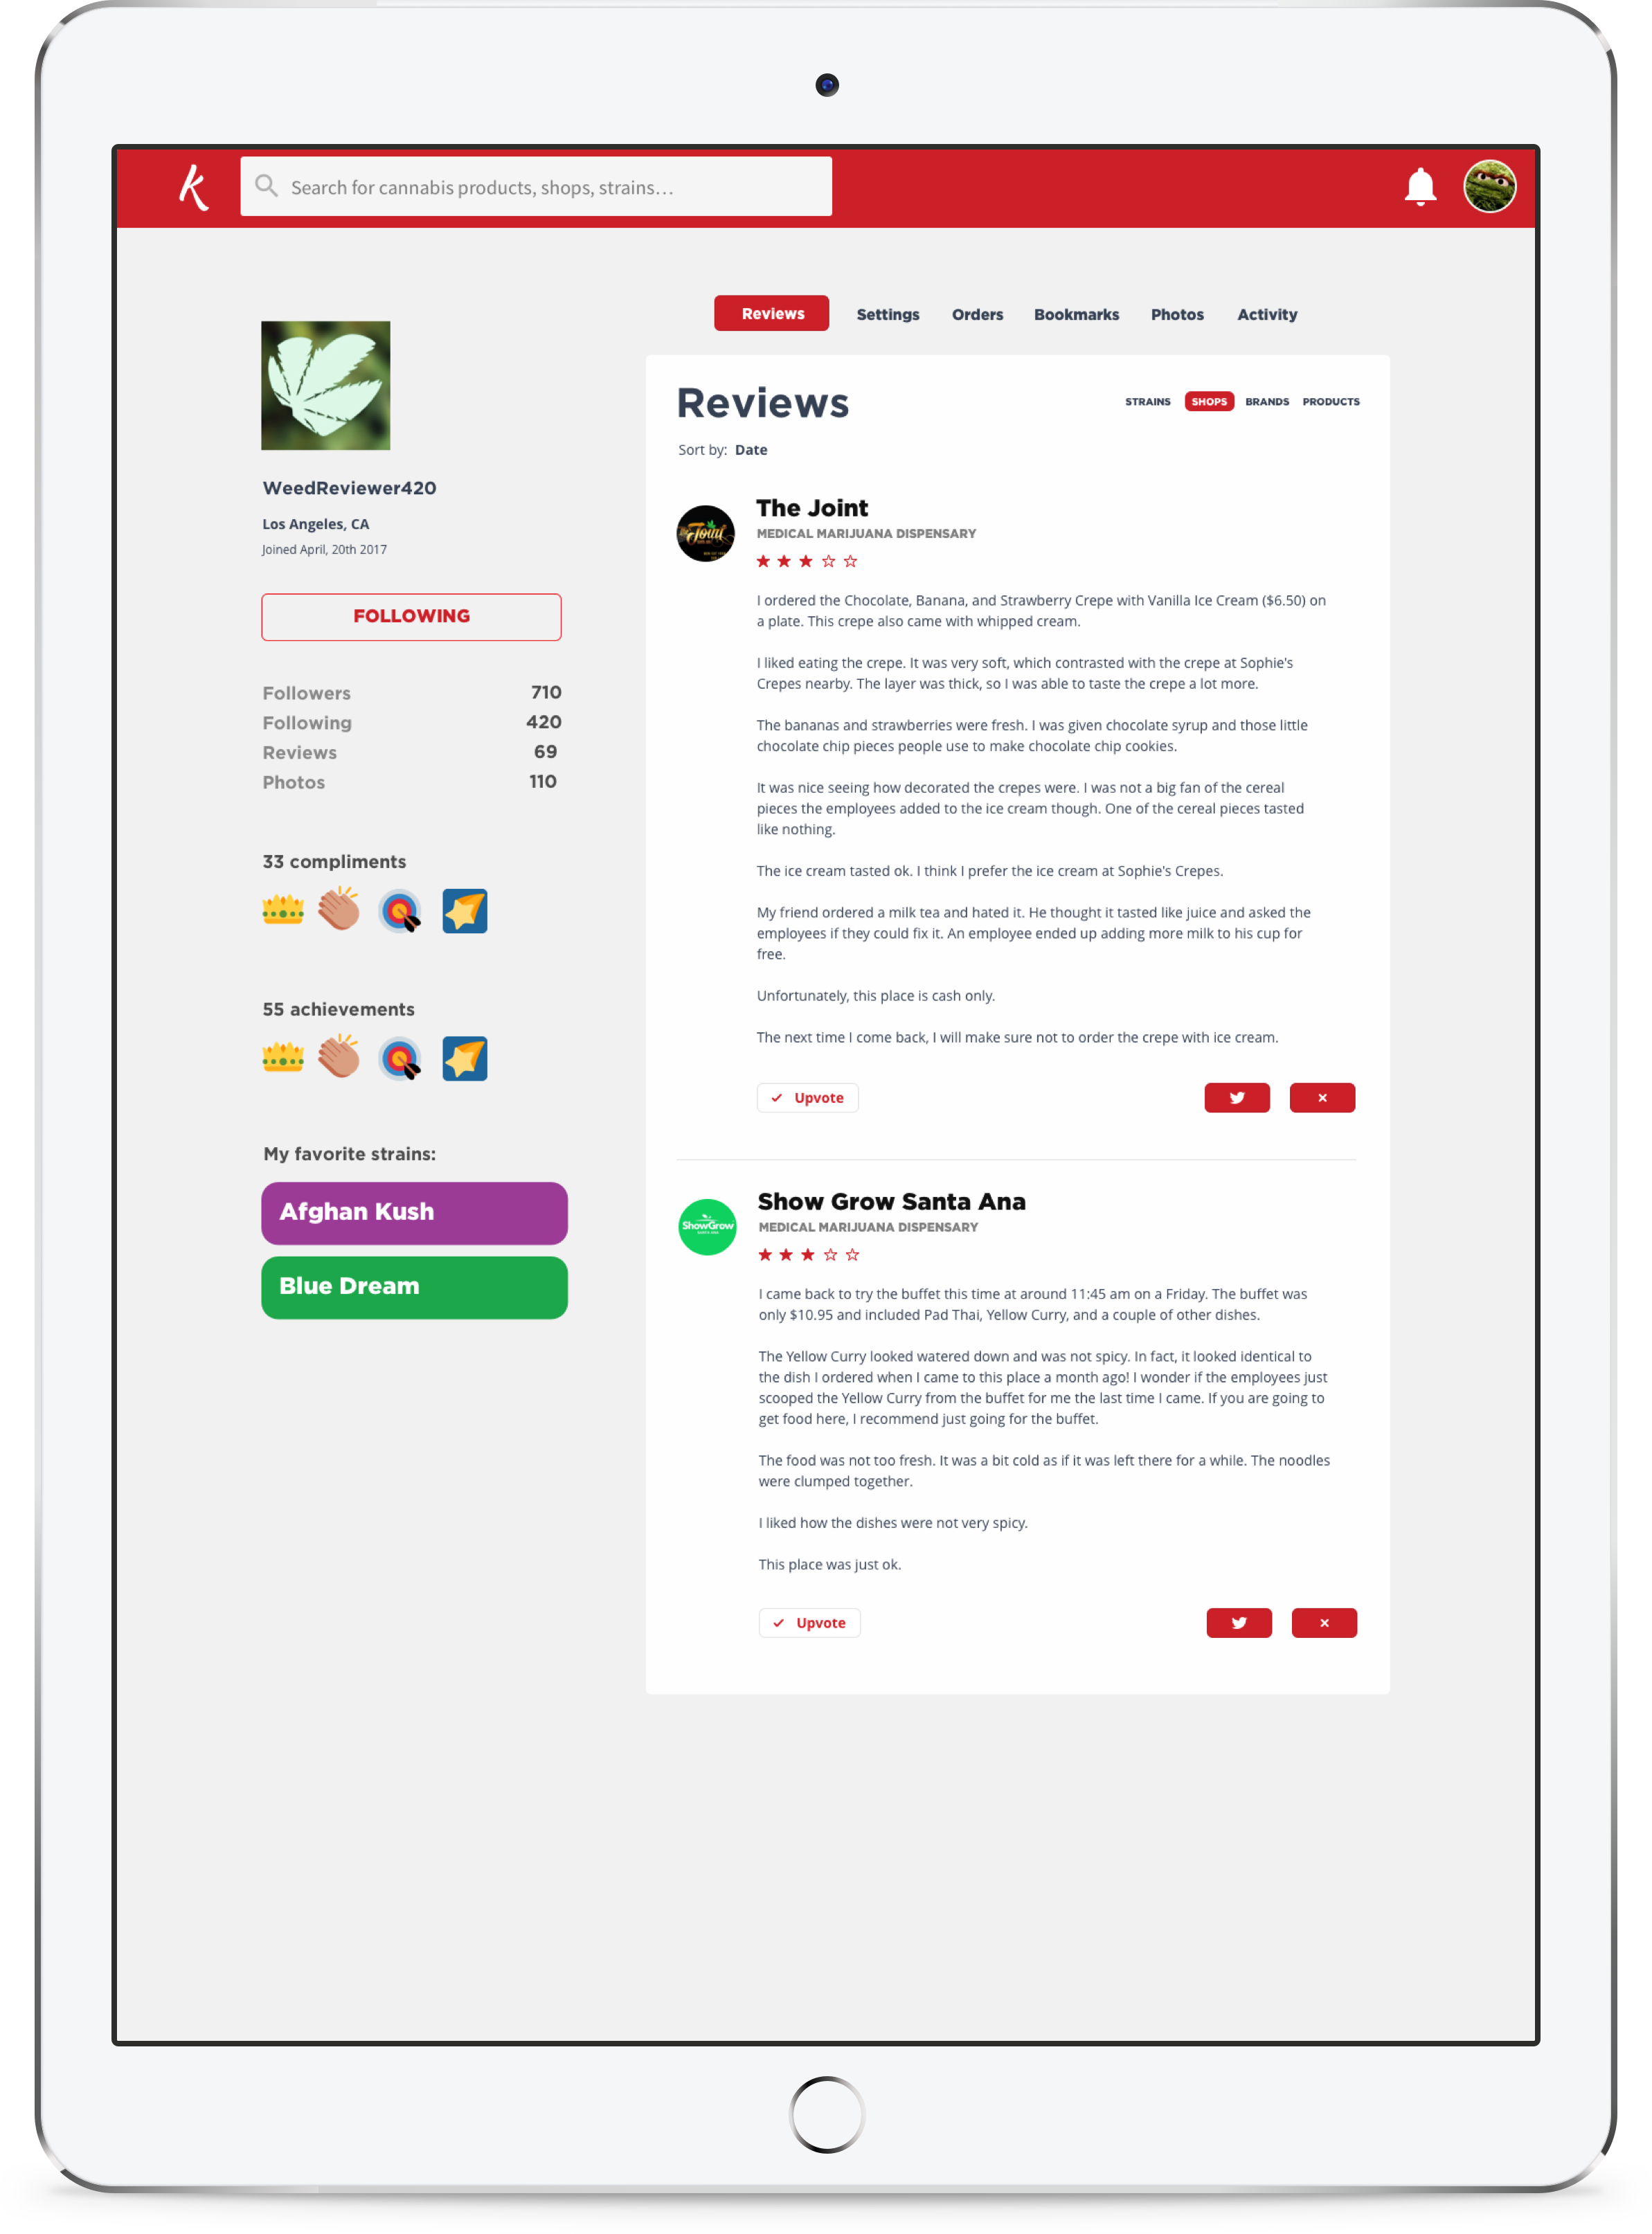 k
Search for cannabis products, shops, strains...
WeedReviewer420
Los Angeles, CA
Joined April, 20th 2017
FOLLOWING
Followers 710
Following 420
Reviews 69
Photos 110
33 compliments
55 achievements
My favorite strains:
Afghan Kush
Blue Dream
Reviews Settings Orders Bookmarks Photos Activity
Reviews
STRAINS SHOPS BRANDS PRODUCTS
Sort by: Date
The Joint
MEDICAL MARIJUANA DISPENSARY
I ordered the Chocolate, Banana, and Strawberry Crepe with Vanilla Ice Cream ($6.50) on
a plate. This crepe also came with whipped cream.
I liked eating the crepe. It was very soft, which contrasted with the crepe at Sophie's
Crepes nearby. The layer was thick, so I was able to taste the crepe a lot more.
The bananas and strawberries were fresh. I was given chocolate syrup and those little
chocolate chip pieces people use to make chocolate chip cookies.
It was nice seeing how decorated the crepes were. I was not a big fan of the cereal
pieces the employees added to the ice cream though. One of the cereal pieces tasted
like nothing.
The ice cream tasted ok. I think I prefer the ice cream at Sophie's Crepes.
My friend ordered a milk tea and hated it. He thought it tasted like juice and asked the
employees if they could fix it. An employee ended up adding more milk to his cup for
free.
Unfortunately, this place is cash only.
The next time I come back, I will make sure not to order the crepe with ice cream.
Upvote
ShowGrow
Show Grow Santa Ana
MEDICAL MARIJUANA DISPENSARY
I came back to try the buffet this time at around 11:45 am on a Friday. The buffet was
only $10.95 and included Pad Thai, Yellow Curry, and a couple of other dishes.
The Yellow Curry looked watered down and was not spicy. In fact, it looked identical to
the dish I ordered when I came to this place a month ago! I wonder if the employees just
scooped the Yellow Curry from the buffet for me the last time I came. If you are going to
get food here, I recommend just going for the buffet.
The food was not too fresh. It was a bit cold as if it was left there for a while. The noodles
were clumped together.
I liked how the dishes were not very spicy.
This place was just ok.
Upvote